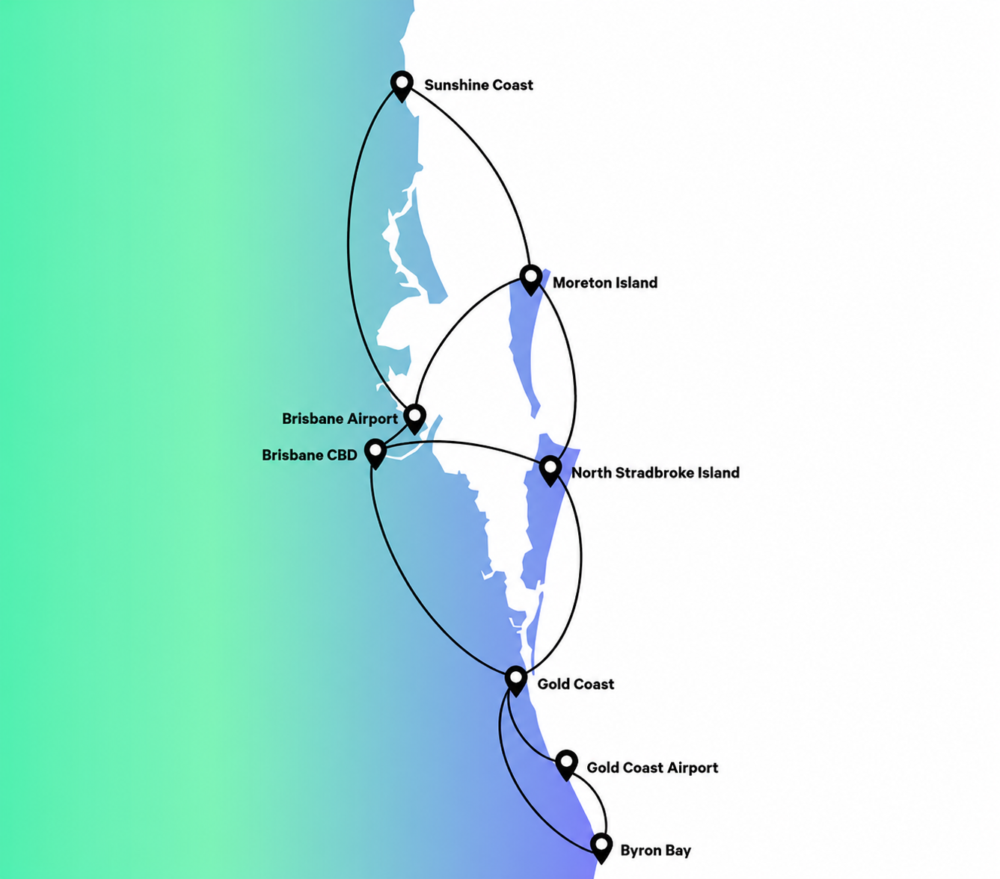 Sunshine Coast
Moreton Island
Brisbane Airport
Brisbane CBD
North Stradbroke Island
Gold Coast
Gold Coast Airport
Byron Bay